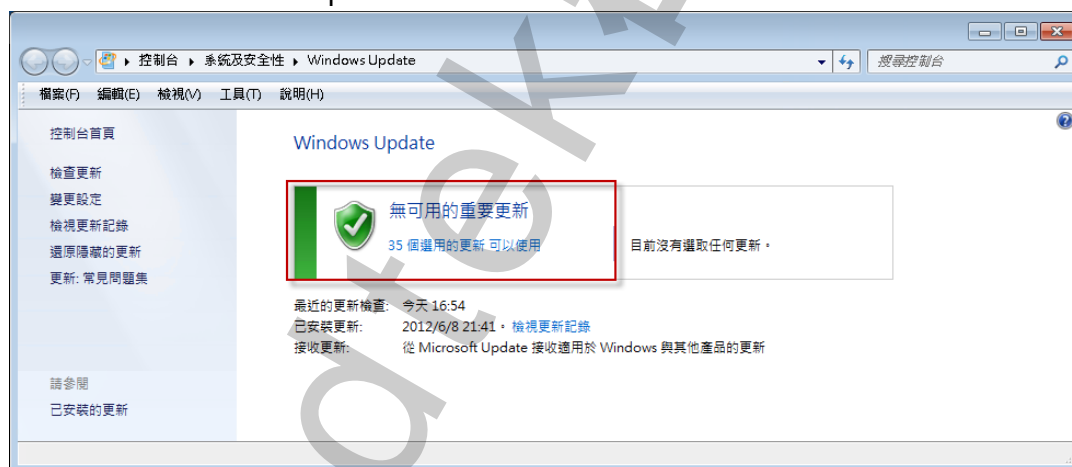 控制台 ▸ 系統及安全性 ▸ Windows Update
搜尋控制台
檔案(F) 編輯(E) 檢視(V) 工具(T) 說明(H)
控制台首頁
檢查更新
變更設定
檢視更新記錄
還原隱藏的更新
更新: 常見問題集
請參閱
已安裝的更新
Windows Update
無可用的重要更新
35 個選用的更新 可以使用
目前沒有選取任何更新。
最近的更新檢查: 今天 16:54
已安裝更新: 2012/6/8 21:41。檢視更新記錄
接收更新: 從 Microsoft Update 接收適用於 Windows 與其他產品的更新